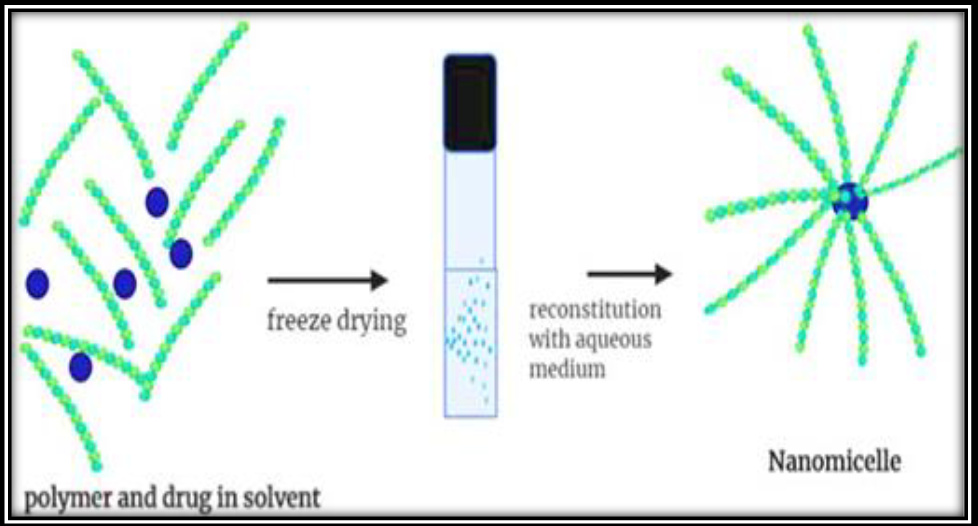 freeze drying
reconstitution
with aqueous
medium
Nanomicelle
polymer and drug in solvent